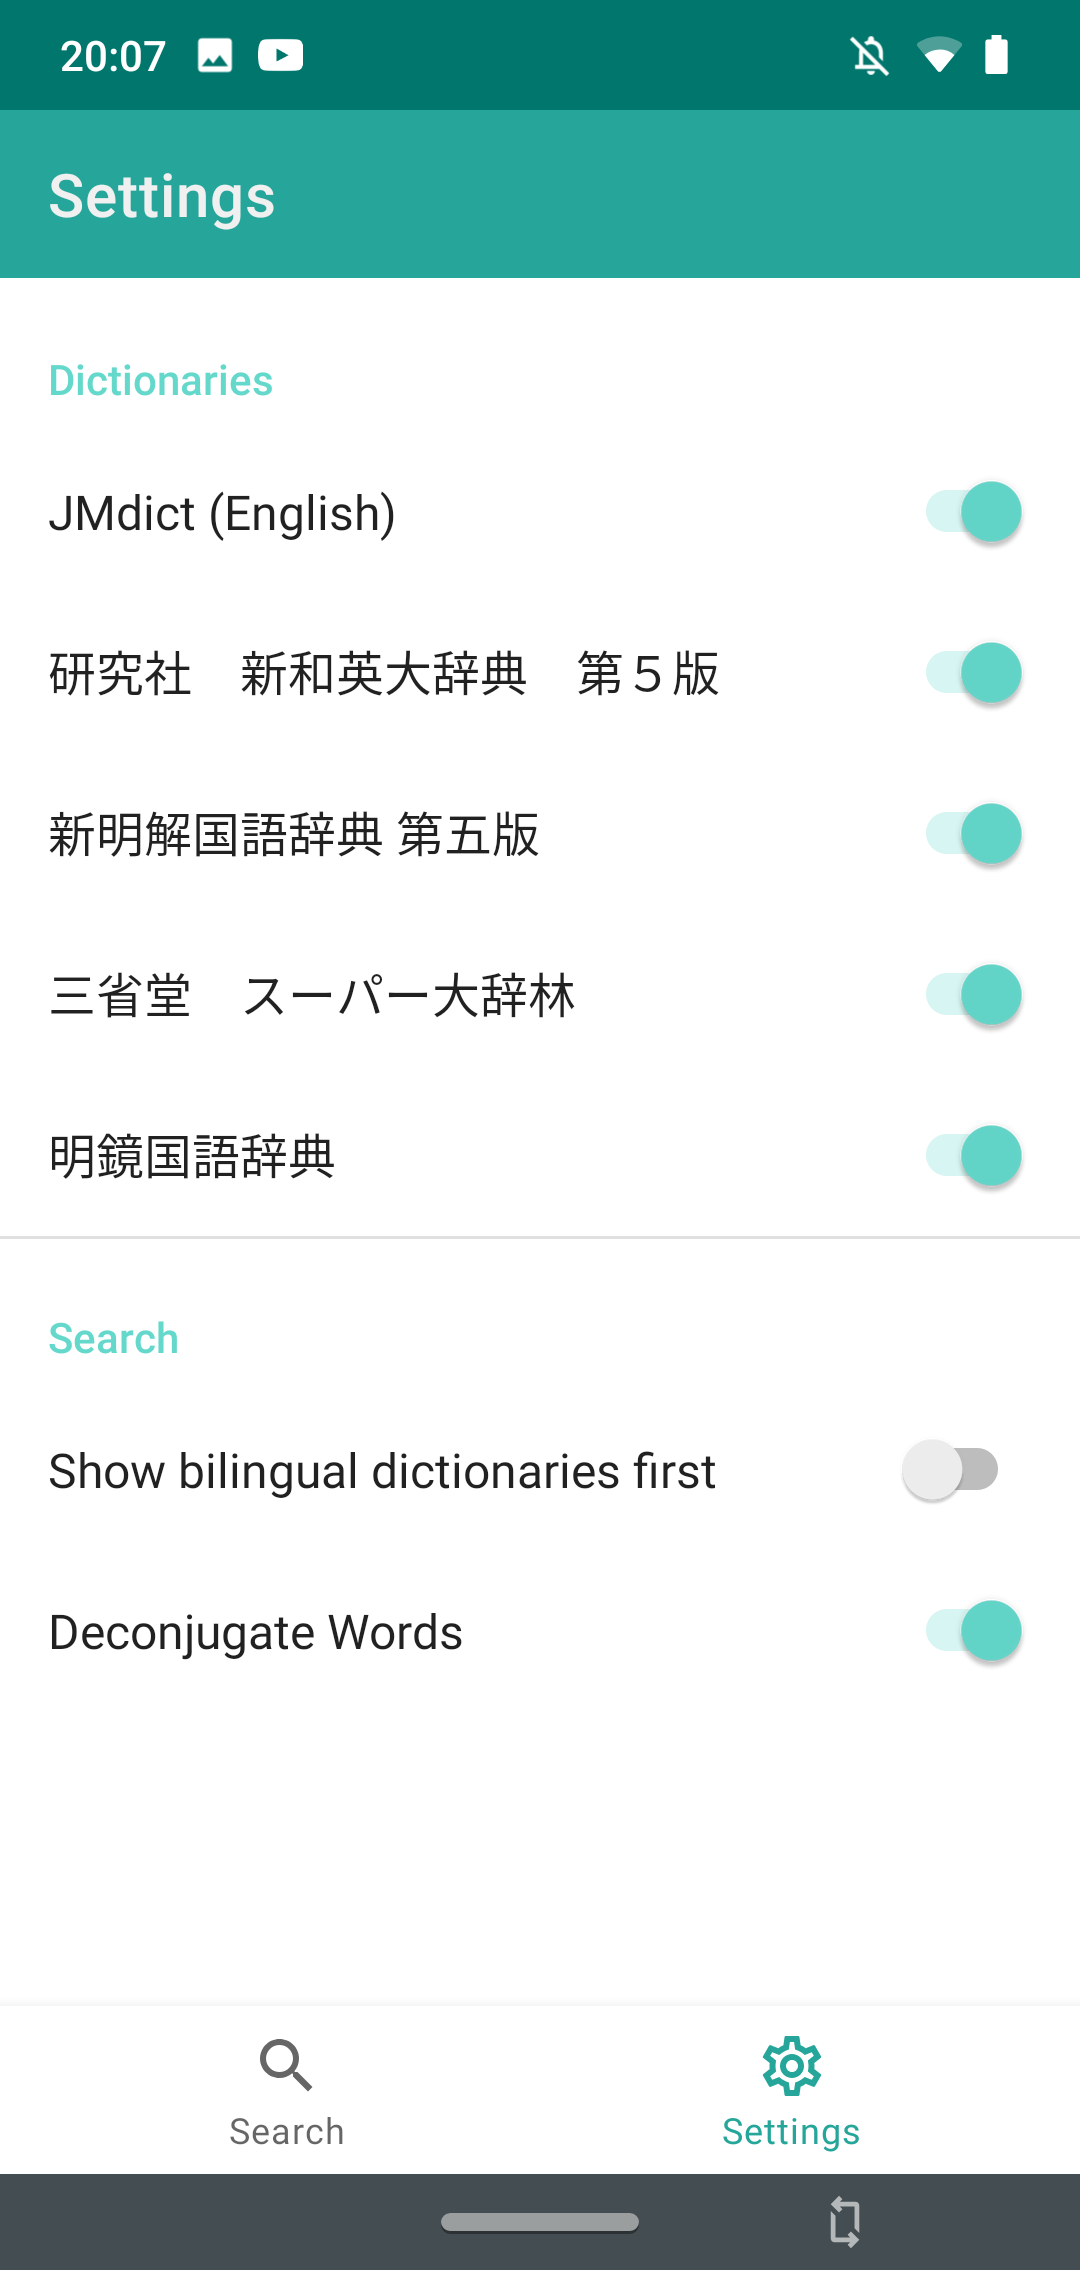 20:07
Settings
Dictionaries
JMdict (English)
研究社　新和英大辞典　第５版
新明解国語辞典 第五版
三省堂　スーパー大辞林
明鏡国語辞典
Search
Show bilingual dictionaries first
Deconjugate Words
Search
Settings